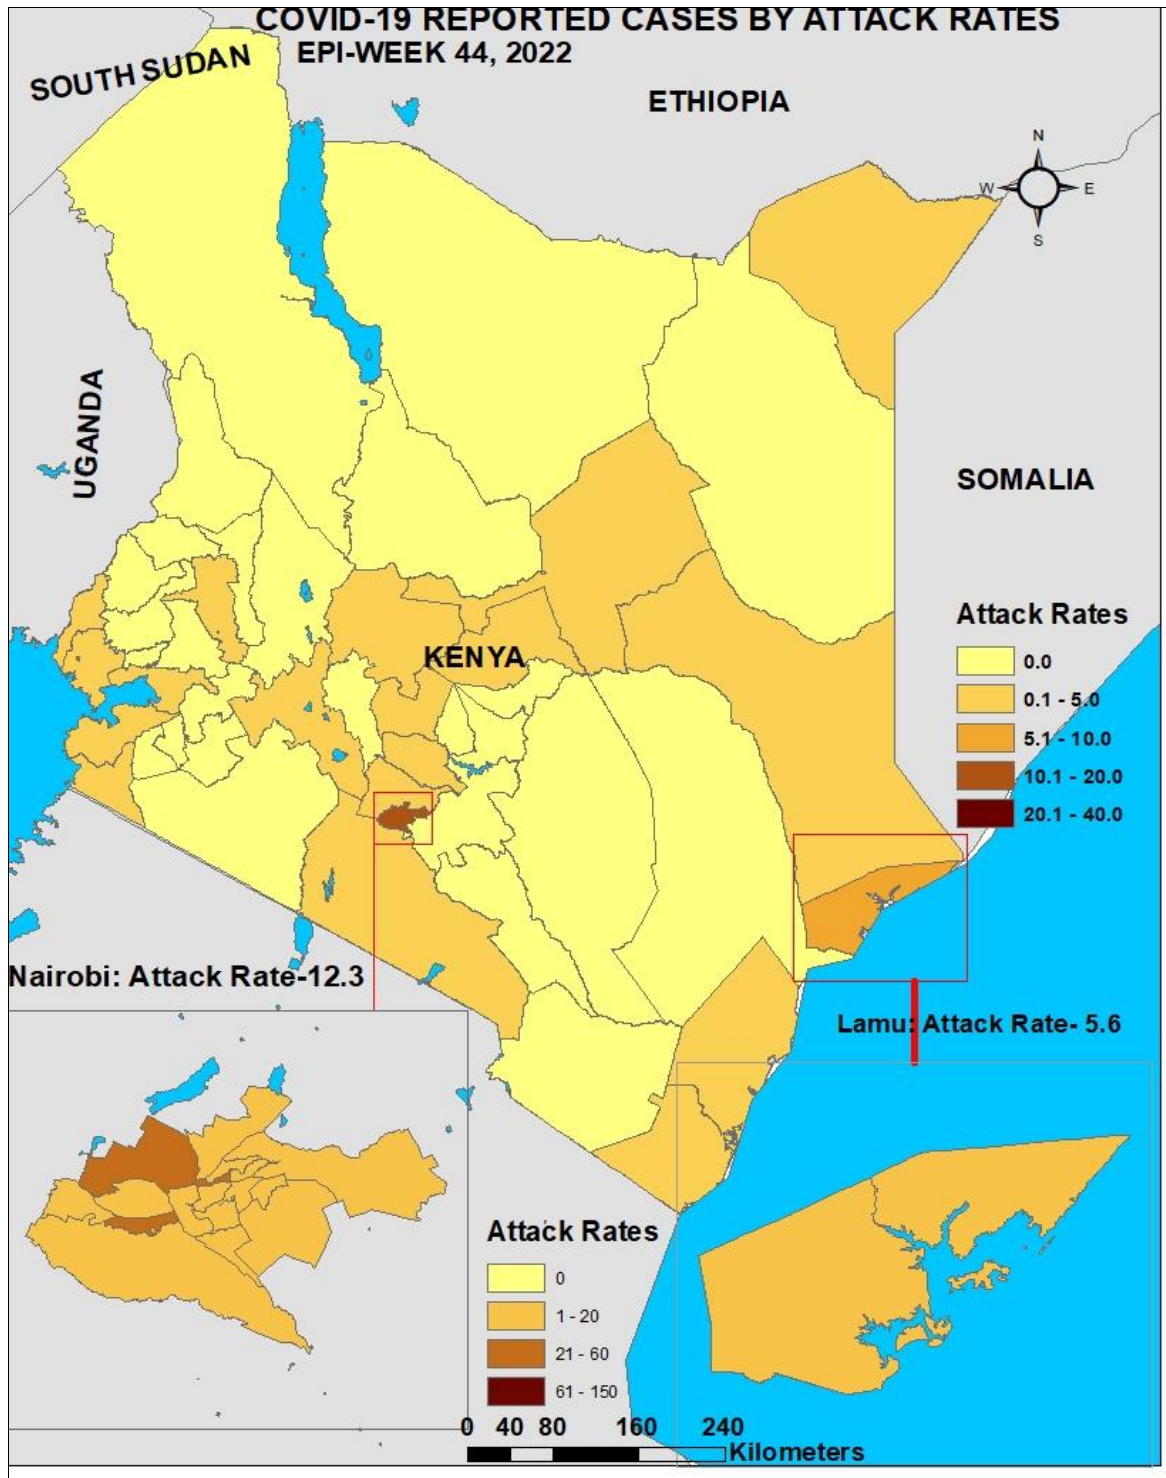 COVID-19 REPORTED CASES BY ATTACK RATES
EPI-WEEK 44, 2022
SOUTH SUDAN
ETHIOPIA
N
W
E
S
UGANDA
SOMALIA
KENYA
Attack Rates
0.0
0.1 - 5.0
5.1 - 10.0
10.1 - 20.0
20.1 - 40.0
Nairobi: Attack Rate-12.3
Lamu: Attack Rate- 5.6
Attack Rates
0
1 - 20
21 - 60
61 - 150
0 40 80 160 240
Kilometers